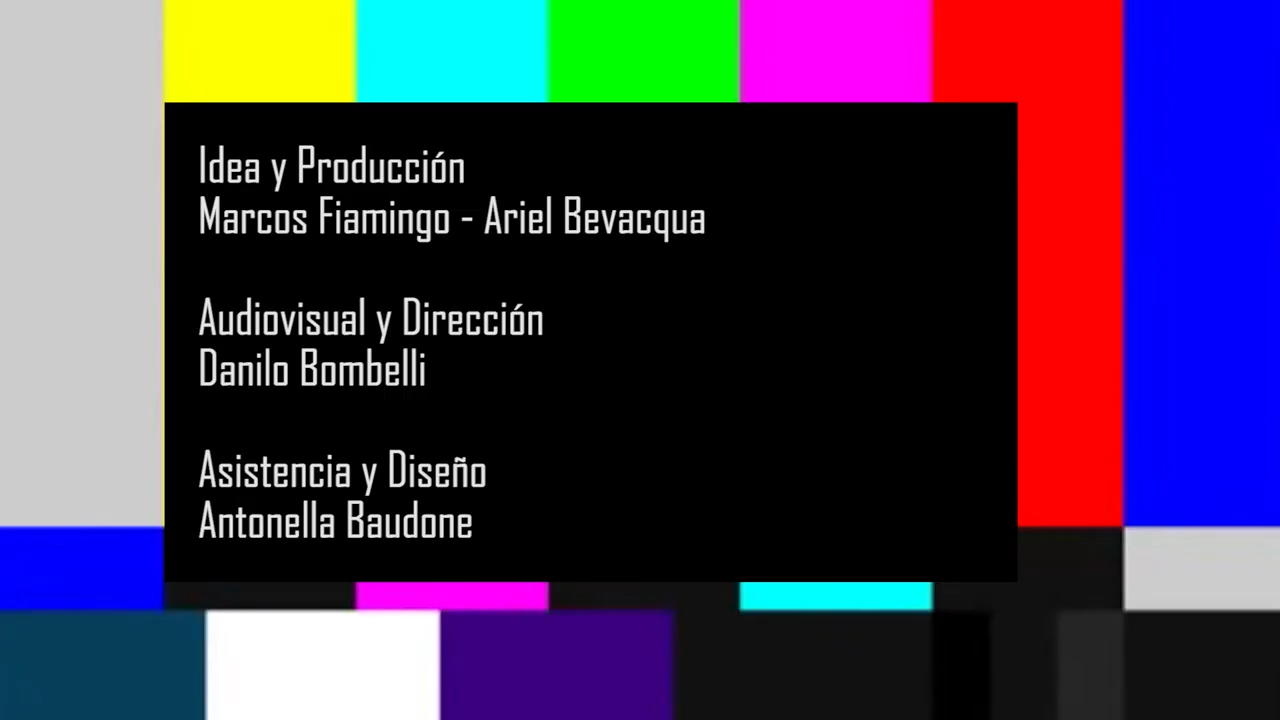 Idea y Producción
Marcos Fiamingo - Ariel Bevacqua
Audiovisual y Dirección
Danilo Bombelli
Asistencia y Diseño
Antonella Baudone